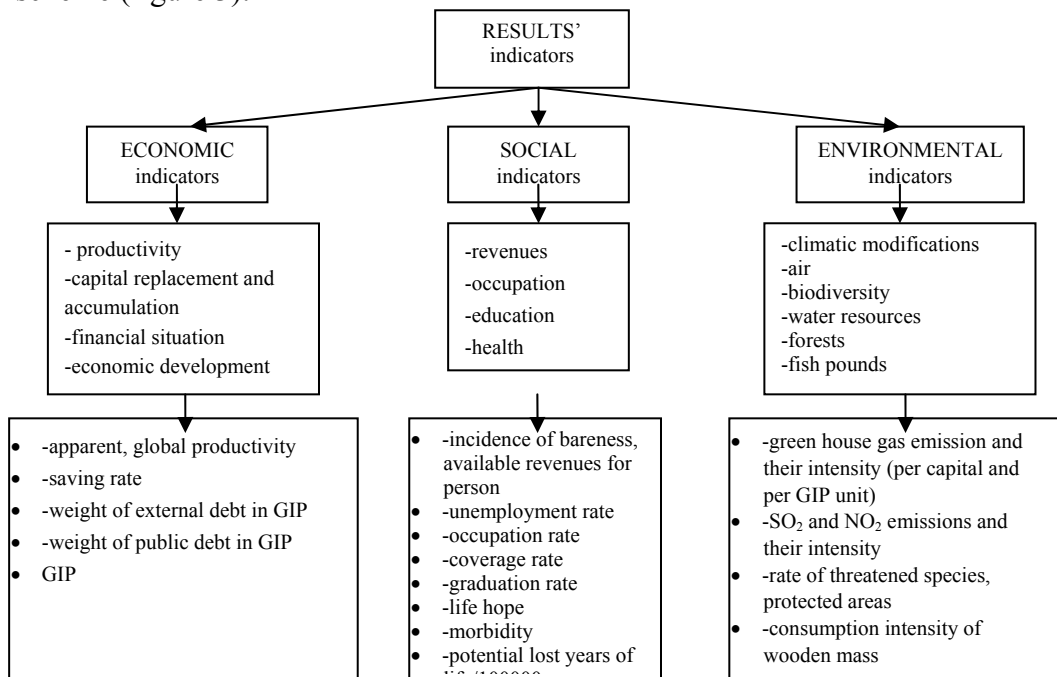 scheme (figure 3).
RESULTS'
indicators
ECONOMIC
indicators
SOCIAL
indicators
ENVIRONMENTAL
indicators
- productivity
-capital replacement and
accumulation
-financial situation
-economic development
-revenues
-occupation
-education
-health
-climatic modifications
-air
-biodiversity
-water resources
-forests
-fish pounds
• -apparent, global productivity
• -saving rate
• -weight of external debt in GIP
• -weight of public debt in GIP
• GIP
• -incidence of bareness,
available revenues for
person
• -unemployment rate
• -occupation rate
• -coverage rate
• -graduation rate
• -life hope
• -morbidity
• -potential lost years of
life/100000
• -green house gas emission and
their intensity (per capital and
per GIP unit)
• -SO₂ and NO₂ emissions and
their intensity
• -rate of threatened species,
protected areas
• -consumption intensity of
wooden mass